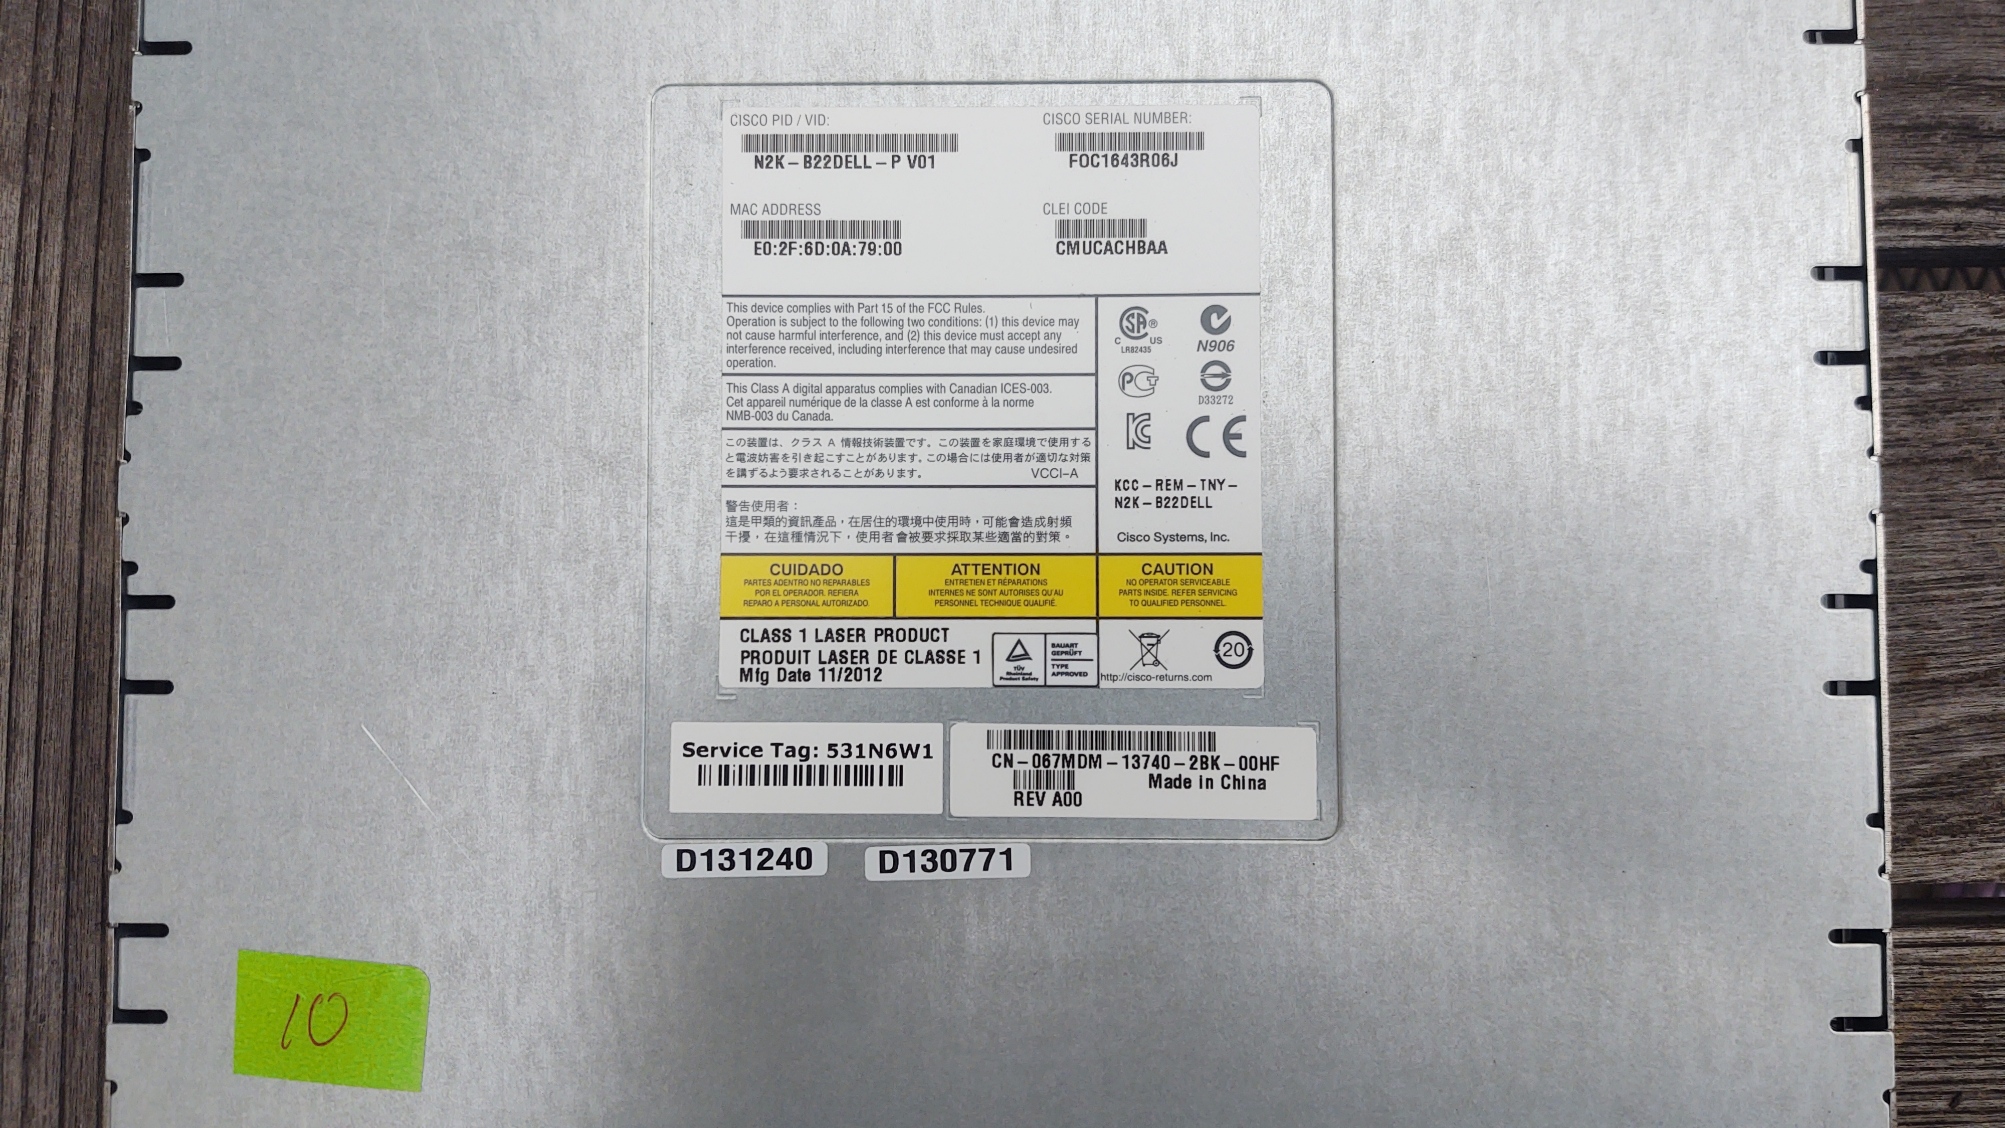 CISCO PID / VID:
N2K-B22DELL-P V01
CISCO SERIAL NUMBER:
FOC1643R06J
MAC ADDRESS
E0:2F:6D:0A:79:00
CLEI CODE
CMUCACHBAA
This device complies with Part 15 of the FCC Rules.
Operation is subject to the following two conditions: (1) this device may
not cause harmful interference, and (2) this device must accept any
interference received, including interference that may cause undesired
operation.
This Class A digital apparatus complies with Canadian ICES-003.
Cet appareil numérique de la classe A est conforme à la norme
NMB-003 du Canada.
この装置は、クラス A 情報技術装置です。この装置を家庭環境で使用する
と電波妨害を引き起こすことがあります。この場合には使用者が適切な対策
を講ずるよう要求されることがあります。 VCCI-A
警告使用者：
這是甲類的資訊產品，在居住的環境中使用時，可能會造成射頻
干擾，在這種情況下，使用者會被要求採取某些適當的對策。
SA ®
C US
LR82435
N906
PCT
D33272
CE
KCC-REM-TNY-
N2K-B22DELL
Cisco Systems, Inc.
CUIDADO
PARTES ADENTRO NO REPARABLES
POR EL OPERADOR. REFIERA
REPARO A PERSONAL AUTORIZADO.
ATTENTION
ENTRETIEN ET RÉPARATIONS
INTERNES NE SONT AUTORISES QU'AU
PERSONNEL TECHNIQUE QUALIFIÉ.
CAUTION
NO OPERATOR SERVICEABLE
PARTS INSIDE. REFER SERVICING
TO QUALIFIED PERSONNEL.
CLASS 1 LASER PRODUCT
PRODUIT LASER DE CLASSE 1
Mfg Date 11/2012
TÜV
Rheinland
Product Safety
BAUART
GEPRÜFT
TYPE
APPROVED
20
http://cisco-returns.com
Service Tag: 531N6W1
CN-067MDM-13740-2BK-00HF
Made in China
REV A00
D131240
D130771
10